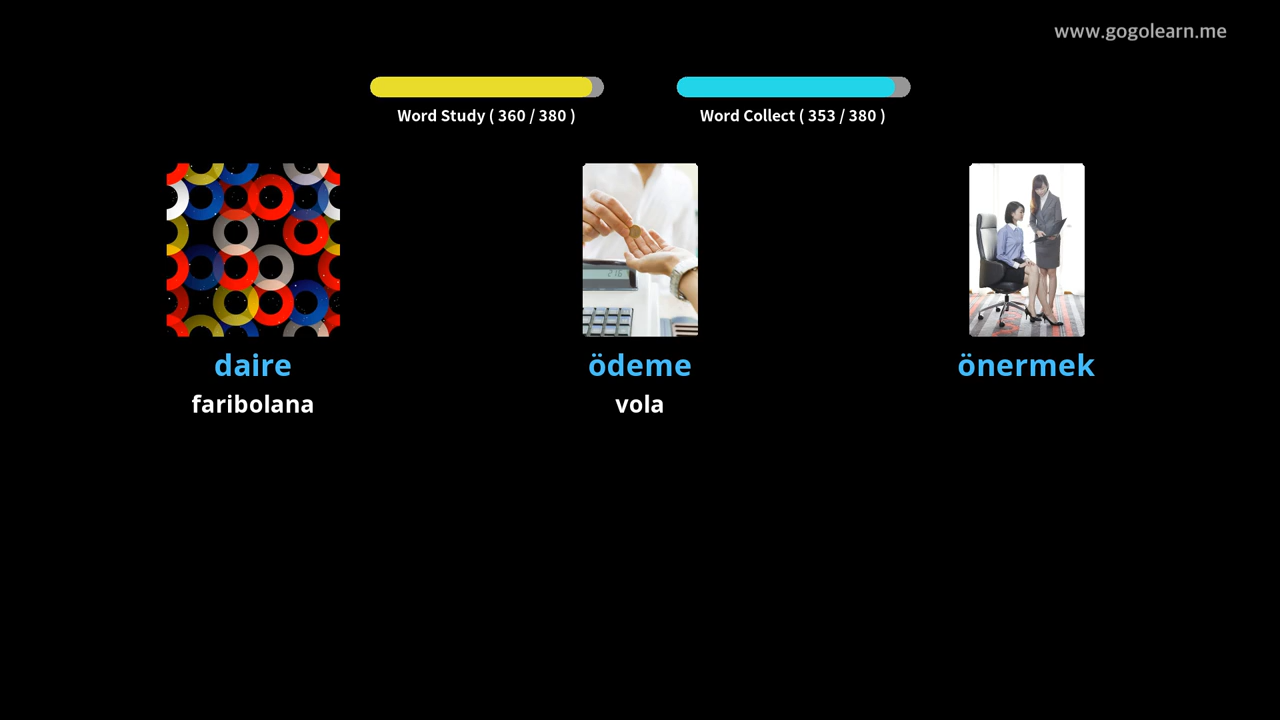 www.gogolearn.me
Word Study ( 360 / 380 )
Word Collect ( 353 / 380 )
daire
ödeme
önermek
faribolana
vola